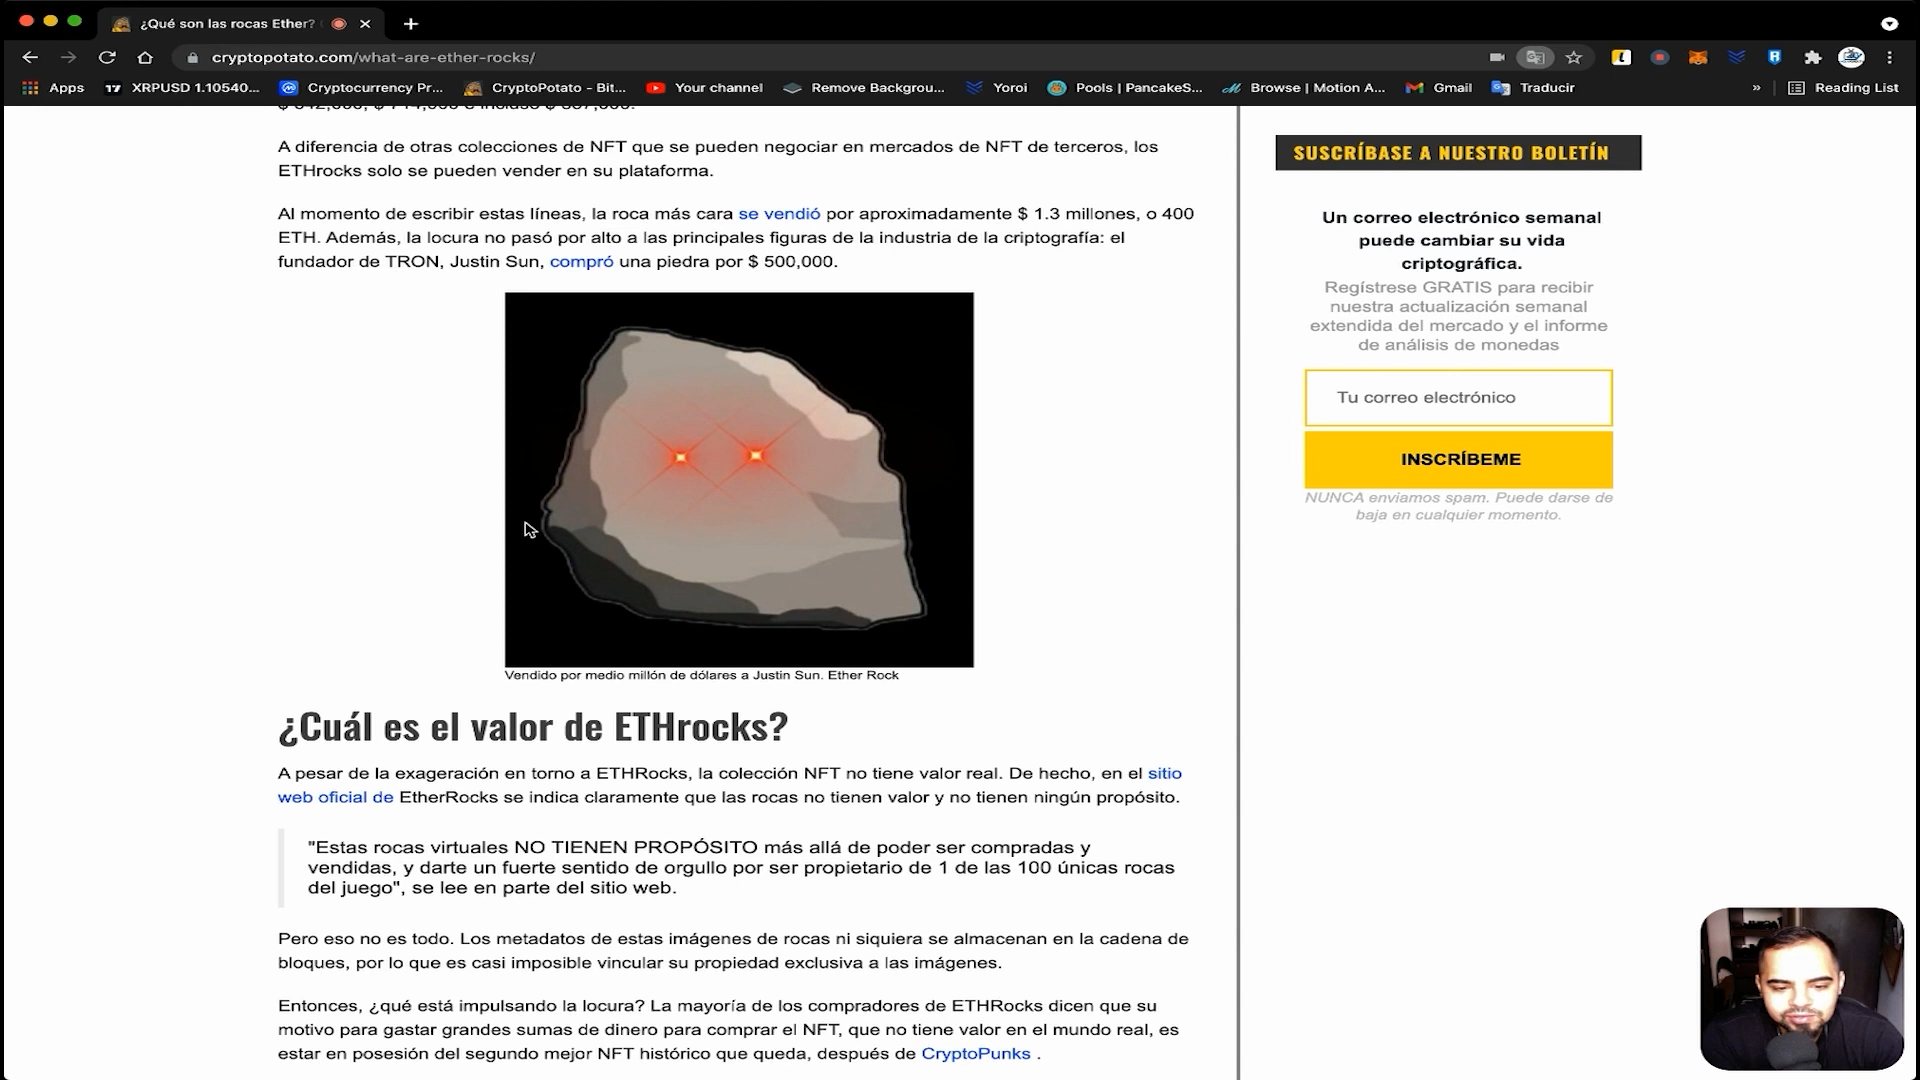 ¿Qué son las rocas Ether?
cryptopotato.com/what-are-ether-rocks/
Apps
XRPUSD 1.10540...
Cryptocurrency Pr...
CryptoPotato - Bit...
Your channel
Remove Backgrou...
Yoroi
Pools | PancakeS...
Browse | Motion A...
Gmail
Traducir
»
Reading List
A diferencia de otras colecciones de NFT que se pueden negociar en mercados de NFT de terceros, los
ETHrocks solo se pueden vender en su plataforma.
Al momento de escribir estas líneas, la roca más cara se vendió por aproximadamente $ 1.3 millones, o 400
ETH. Además, la locura no pasó por alto a las principales figuras de la industria de la criptografía: el
fundador de TRON, Justin Sun, compró una piedra por $ 500,000.
Vendido por medio millón de dólares a Justin Sun. Ether Rock
¿Cuál es el valor de ETHrocks?
A pesar de la exageración en torno a ETHRocks, la colección NFT no tiene valor real. De hecho, en el sitio
web oficial de EtherRocks se indica claramente que las rocas no tienen valor y no tienen ningún propósito.
"Estas rocas virtuales NO TIENEN PROPÓSITO más allá de poder ser compradas y
vendidas, y darte un fuerte sentido de orgullo por ser propietario de 1 de las 100 únicas rocas
del juego", se lee en parte del sitio web.
Pero eso no es todo. Los metadatos de estas imágenes de rocas ni siquiera se almacenan en la cadena de
bloques, por lo que es casi imposible vincular su propiedad exclusiva a las imágenes.
Entonces, ¿qué está impulsando la locura? La mayoría de los compradores de ETHRocks dicen que su
motivo para gastar grandes sumas de dinero para comprar el NFT, que no tiene valor en el mundo real, es
estar en posesión del segundo mejor NFT histórico que queda, después de CryptoPunks .
SUSCRÍBASE A NUESTRO BOLETÍN
Un correo electrónico semanal
puede cambiar su vida
criptográfica.
Regístrese GRATIS para recibir
nuestra actualización semanal
extendida del mercado y el informe
de análisis de monedas
Tu correo electrónico
INSCRÍBEME
NUNCA enviamos spam. Puede darse de
baja en cualquier momento.